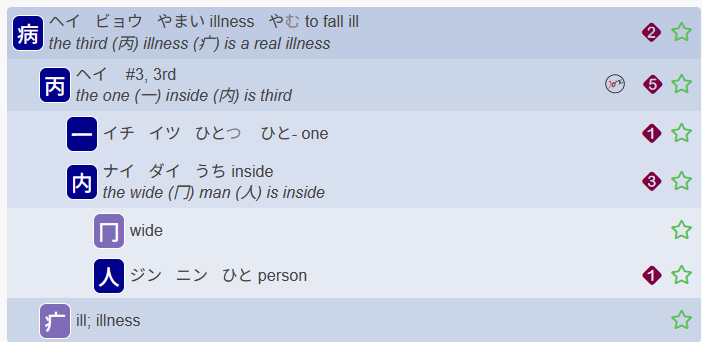 病 ヘイ ビョウ やまい illness やむ to fall ill 2
the third (丙) illness (疒) is a real illness
丙 ヘイ #3, 3rd 5
the one (一) inside (内) is third
一 イチ イツ ひとつ ひと- one 1
内 ナイ ダイ うち inside 3
the wide (冂) man (人) is inside
冂 wide
人 ジン ニン ひと person 1
疒 ill; illness